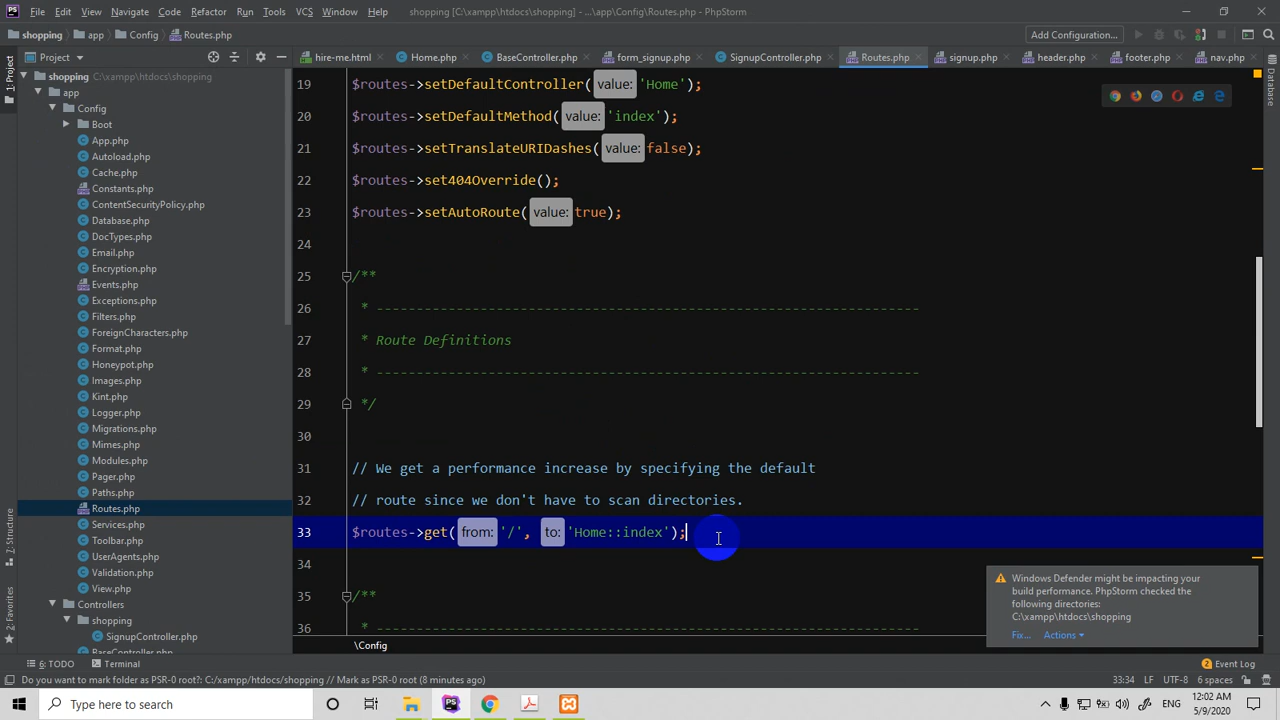 File Edit View Navigate Code Refactor Run Tools VCS Window Help shopping [C:\xampp\htdocs\shopping] - ...\app\Config\Routes.php - PhpStorm
shopping app Config Routes.php Add Configuration...
Project hire-me.html Home.php BaseController.php form_signup.php SignupController.php Routes.php signup.php header.php footer.php nav.php
1: Project
Database
7: Structure
2: Favorites
shopping C:\xampp\htdocs\shopping
app
Config
Boot
App.php
Autoload.php
Cache.php
Constants.php
ContentSecurityPolicy.php
Database.php
DocTypes.php
Email.php
Encryption.php
Events.php
Exceptions.php
Filters.php
ForeignCharacters.php
Format.php
Honeypot.php
Images.php
Kint.php
Logger.php
Migrations.php
Mimes.php
Modules.php
Pager.php
Paths.php
Routes.php
Services.php
Toolbar.php
UserAgents.php
Validation.php
View.php
Controllers
shopping
SignupController.php
BaseController.php
19 $routes->setDefaultController( value: 'Home');
20 $routes->setDefaultMethod( value: 'index');
21 $routes->setTranslateURIDashes( value: false);
22 $routes->set404Override();
23 $routes->setAutoRoute( value: true);
24
25 /**
26 * --------------------------------------------------------------------
27 * Route Definitions
28 * --------------------------------------------------------------------
29 */
30
31 // We get a performance increase by specifying the default
32 // route since we don't have to scan directories.
33 $routes->get( from: '/', to: 'Home::index');
34
35 /**
36 * --------------------------------------------------------------------
\Config
Windows Defender might be impacting your
build performance. PhpStorm checked the
following directories:
C:\xampp\htdocs\shopping
Fix... Actions
6: TODO Terminal Event Log
Do you want to mark folder as PSR-0 root?: C:/xampp/htdocs/shopping // Mark as PSR-0 root (8 minutes ago) 33:34 LF UTF-8 6 spaces
Type here to search ENG 12:02 AM
5/9/2020